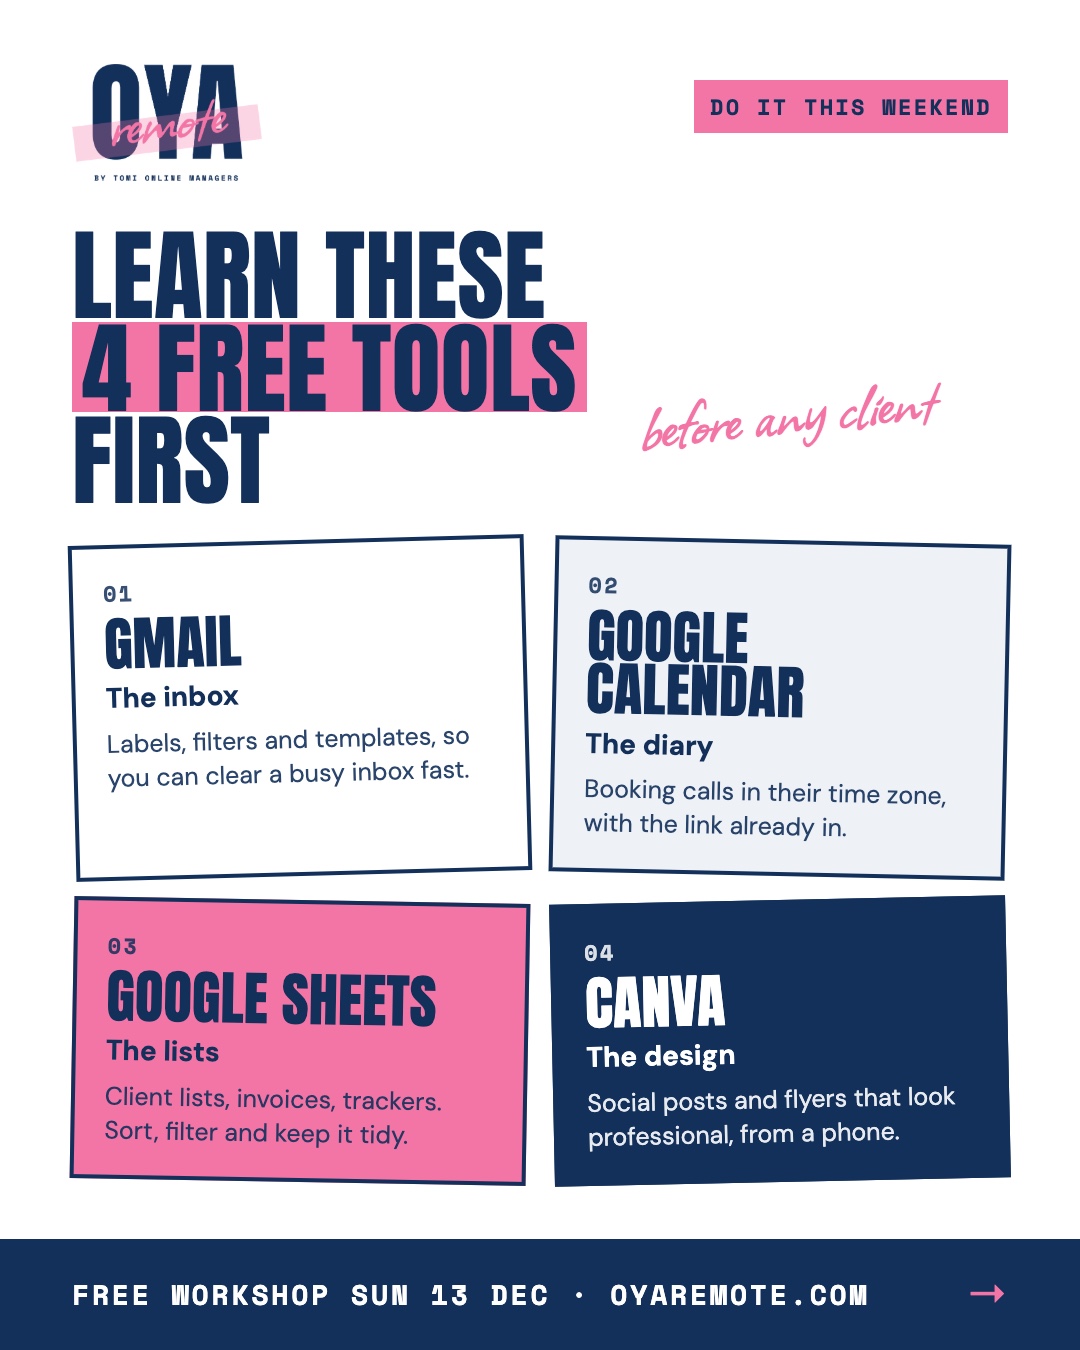 OYA
remote
BY TOMI ONLINE MANAGERS
DO IT THIS WEEKEND
LEARN THESE
4 FREE TOOLS
FIRST
before any client
01
GMAIL
The inbox
Labels, filters and templates, so
you can clear a busy inbox fast.
02
GOOGLE
CALENDAR
The diary
Booking calls in their time zone,
with the link already in.
03
GOOGLE SHEETS
The lists
Client lists, invoices, trackers.
Sort, filter and keep it tidy.
04
CANVA
The design
Social posts and flyers that look
professional, from a phone.
FREE WORKSHOP SUN 13 DEC · OYAREMOTE.COM →